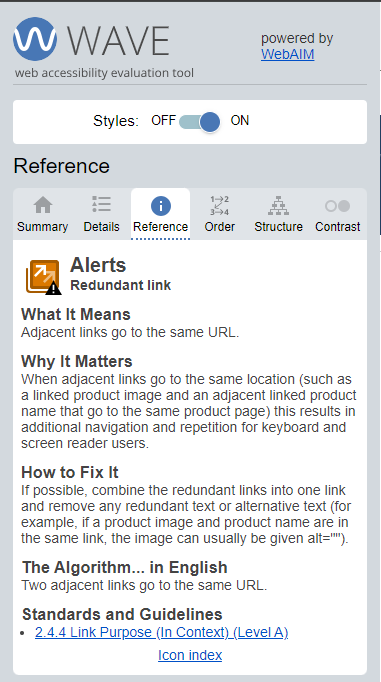 WAVE
web accessibility evaluation tool
powered by
WebAIM
Styles: OFF ON
Reference
Summary Details Reference Order Structure Contrast
Alerts
Redundant link
What It Means
Adjacent links go to the same URL.
Why It Matters
When adjacent links go to the same location (such as
a linked product image and an adjacent linked product
name that go to the same product page) this results in
additional navigation and repetition for keyboard and
screen reader users.
How to Fix It
If possible, combine the redundant links into one link
and remove any redundant text or alternative text (for
example, if a product image and product name are in
the same link, the image can usually be given alt="").
The Algorithm... in English
Two adjacent links go to the same URL.
Standards and Guidelines
• 2.4.4 Link Purpose (In Context) (Level A)
Icon index